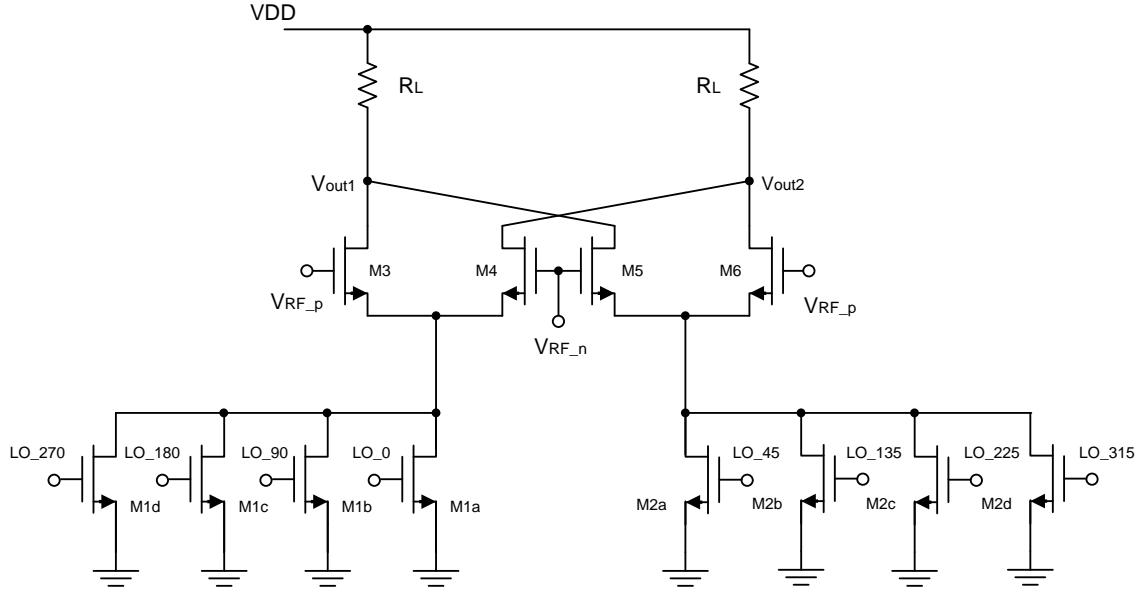 VDD
RL RL
Vout1 Vout2
M3 M4 M5 M6
VRF_p VRF_p
VRF_n
LO_270 LO_180 LO_90 LO_0 LO_45 LO_135 LO_225 LO_315
M1d M1c M1b M1a M2a M2b M2c M2d